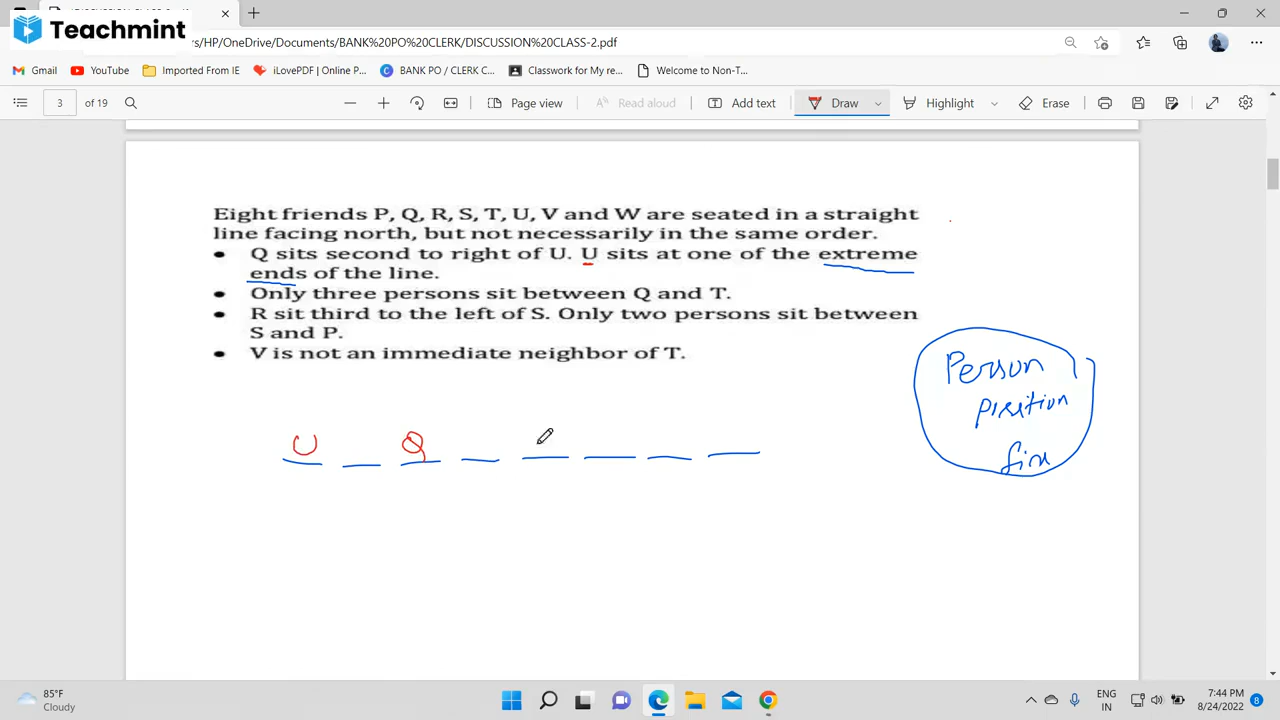 Teachmint
rs/HP/OneDrive/Documents/BANK%20PO%20CLERK/DISCUSSION%20CLASS-2.pdf
Gmail YouTube Imported From IE iLovePDF | Online P... BANK PO / CLERK C... Classwork for My re... Welcome to Non-T...
3 of 19 Page view Read aloud Add text Draw Highlight Erase
Eight friends P, Q, R, S, T, U, V and W are seated in a straight
line facing north, but not necessarily in the same order.
• Q sits second to right of U. U sits at one of the extreme
ends of the line.
• Only three persons sit between Q and T.
• R sit third to the left of S. Only two persons sit between
S and P.
• V is not an immediate neighbor of T.
Person
position
fix
U Q
85°F
Cloudy
ENG
IN
7:44 PM
8/24/2022
8